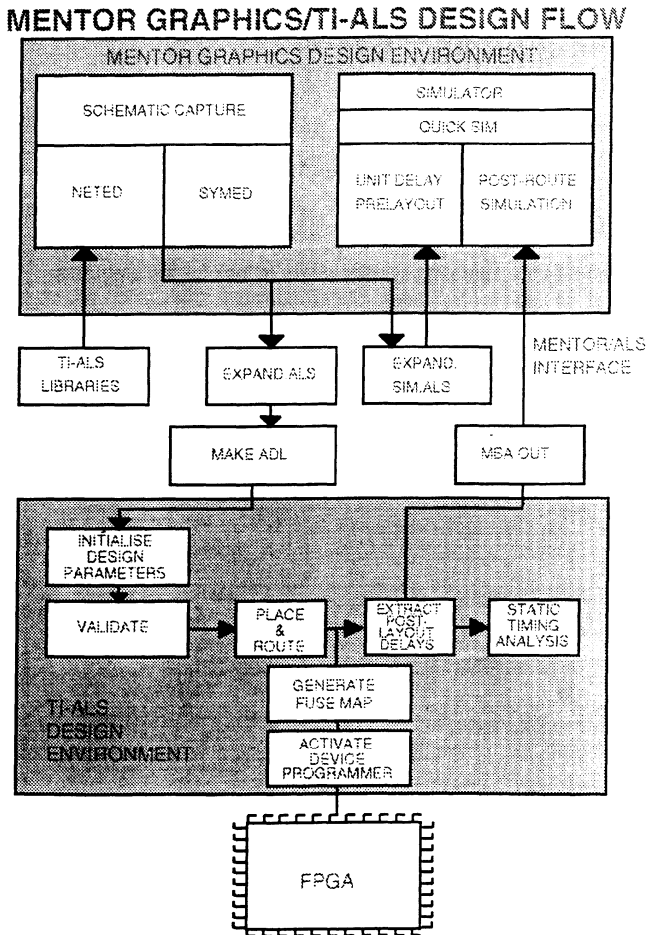 MENTOR GRAPHICS/TI-ALS DESIGN FLOW
MENTOR GRAPHICS DESIGN ENVIRONMENT
SCHEMATIC CAPTURE
NETED
SYMED
SIMULATOR
QUICK SIM
UNIT DELAY
PRELAYOUT
POST-ROUTE
SIMULATION
TI-ALS
LIBRARIES
EXPAND.ALS
EXPAND.
SIM.ALS
MENTOR/ALS
INTERFACE
MAKE ADL
MBA OUT
INITIALISE
DESIGN
PARAMETERS
VALIDATE
PLACE
&
ROUTE
EXTRACT
POST-
LAYOUT
DELAYS
STATIC
TIMING
ANALYSIS
GENERATE
FUSE MAP
TI-ALS
DESIGN
ENVIRONMENT
ACTIVATE
DEVICE
PROGRAMMER
FPGA